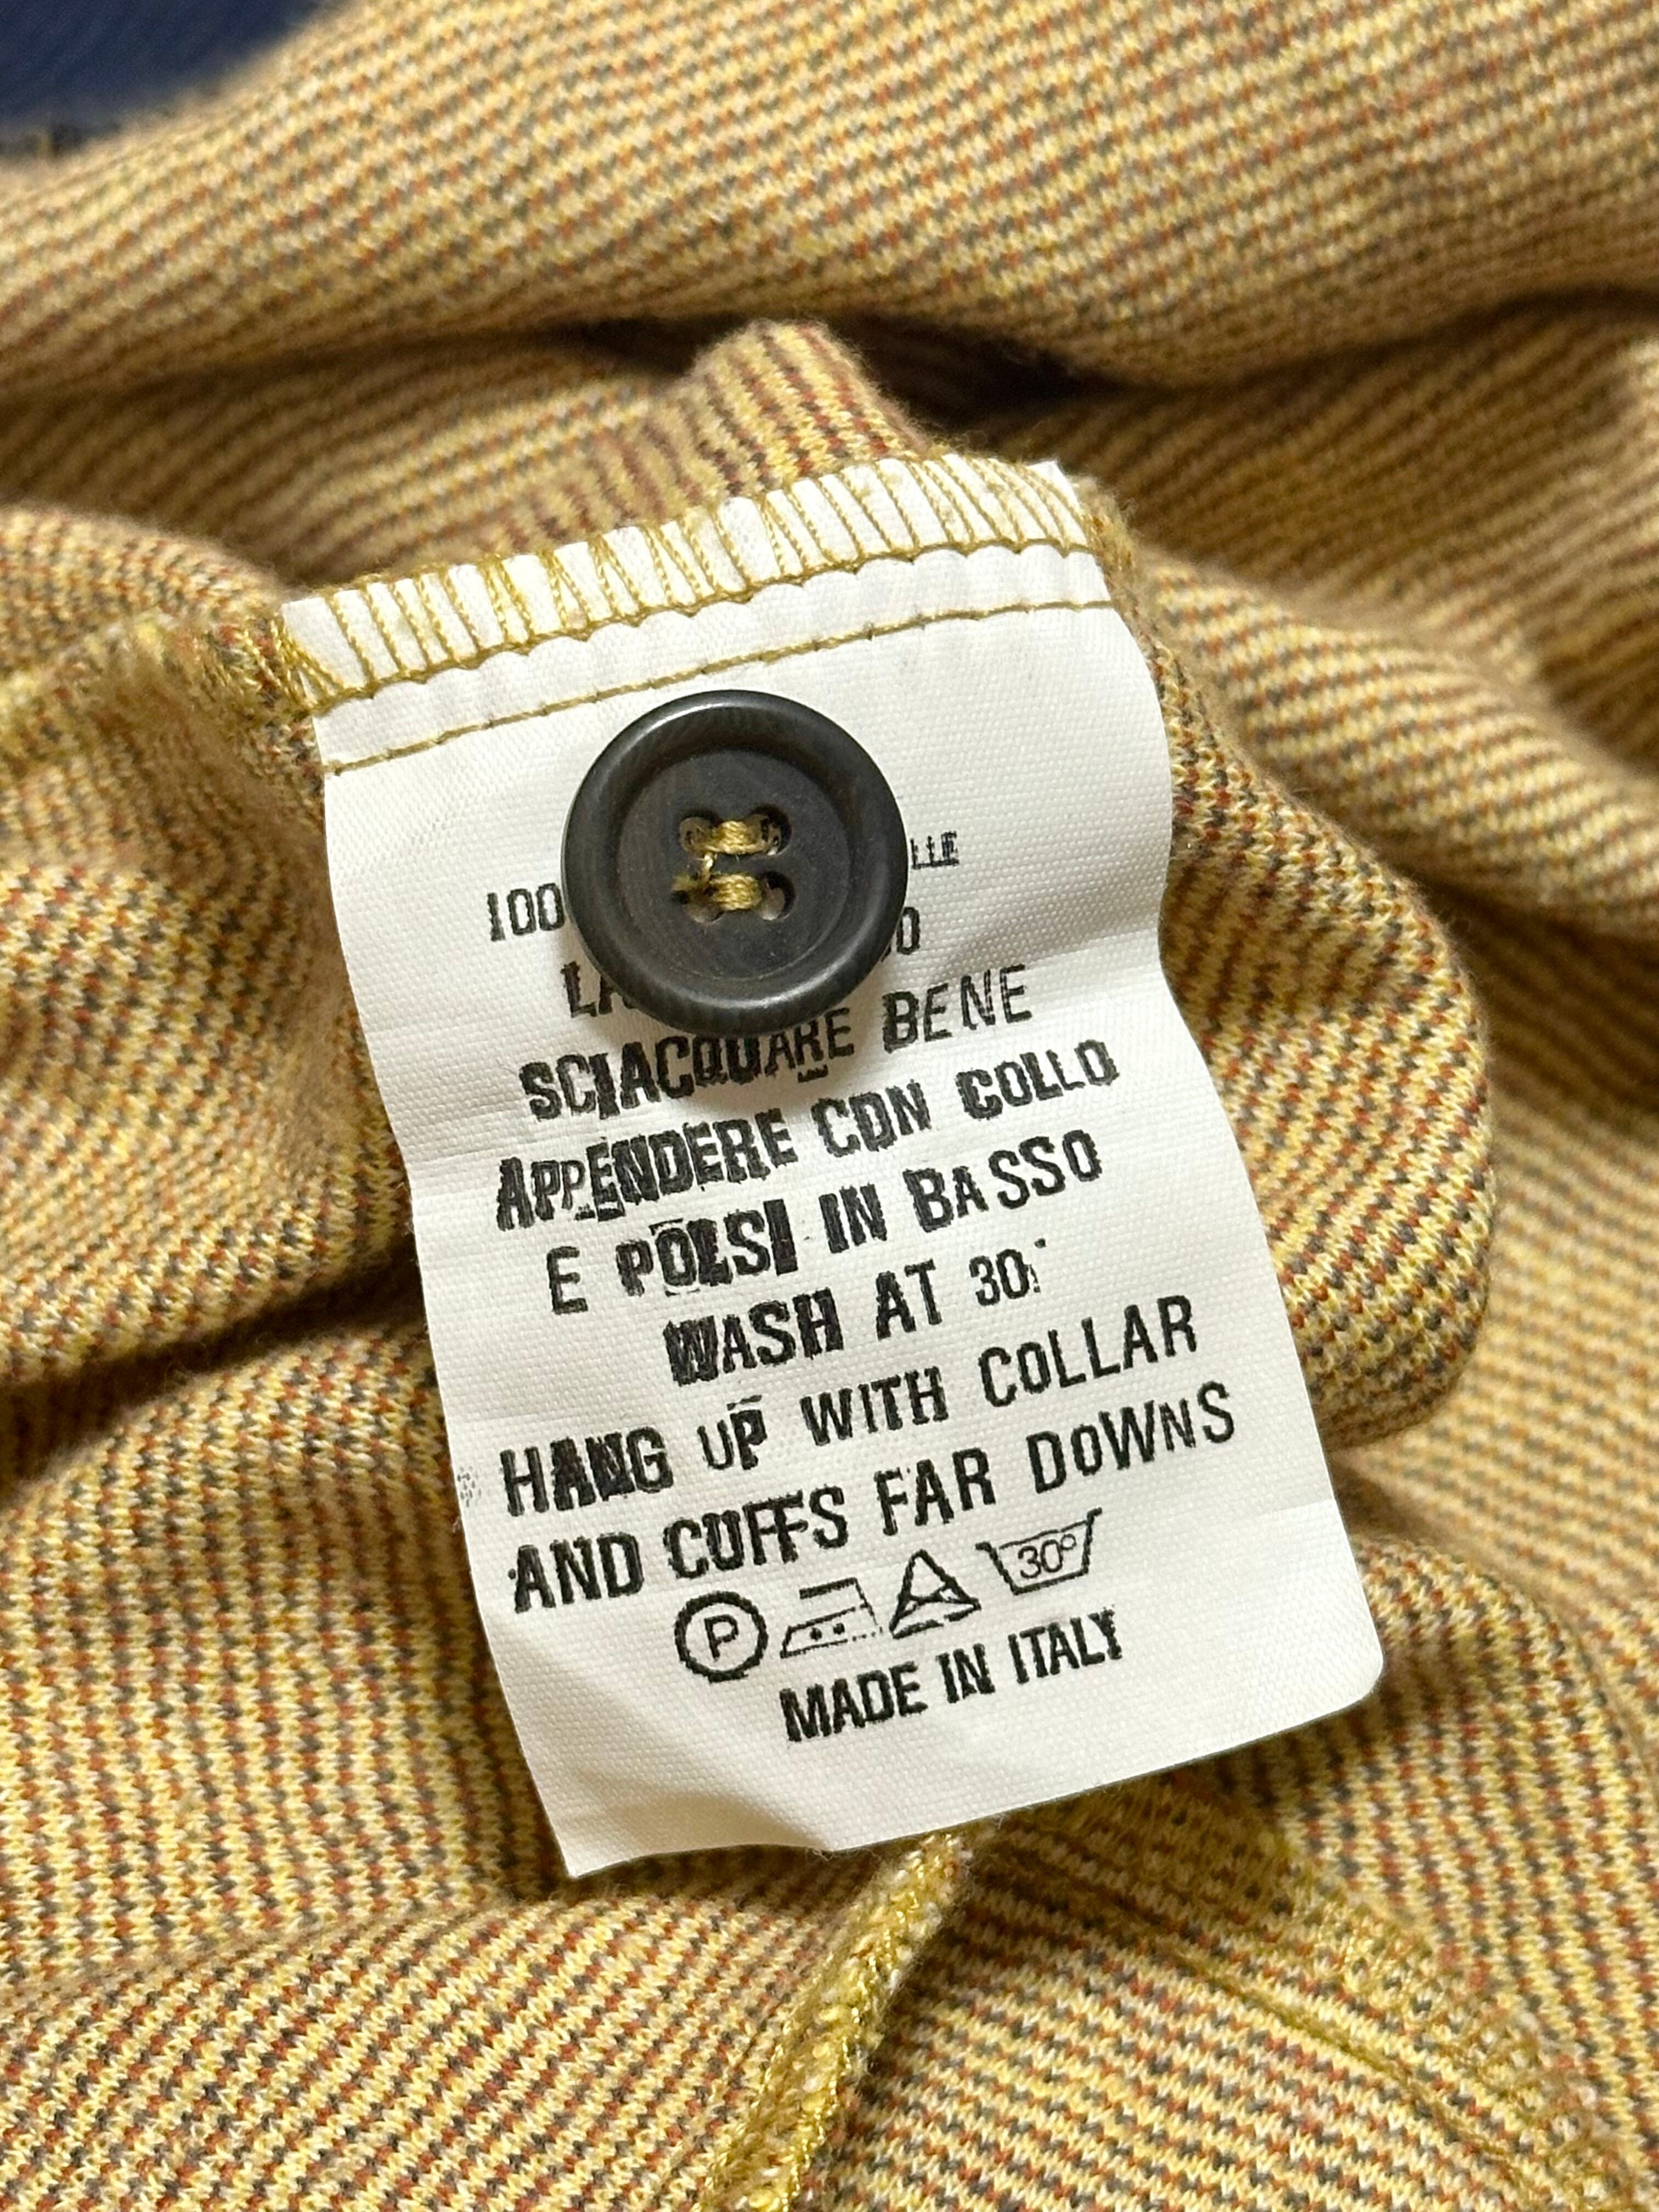 100
SCIACQUARE BENE
APPENDERE CON COLLO
E POLSI IN BASSO
WASH AT 30°
HANG UP WITH COLLAR
AND CUFFS FAR DOWNS
P 30°
MADE IN ITALY